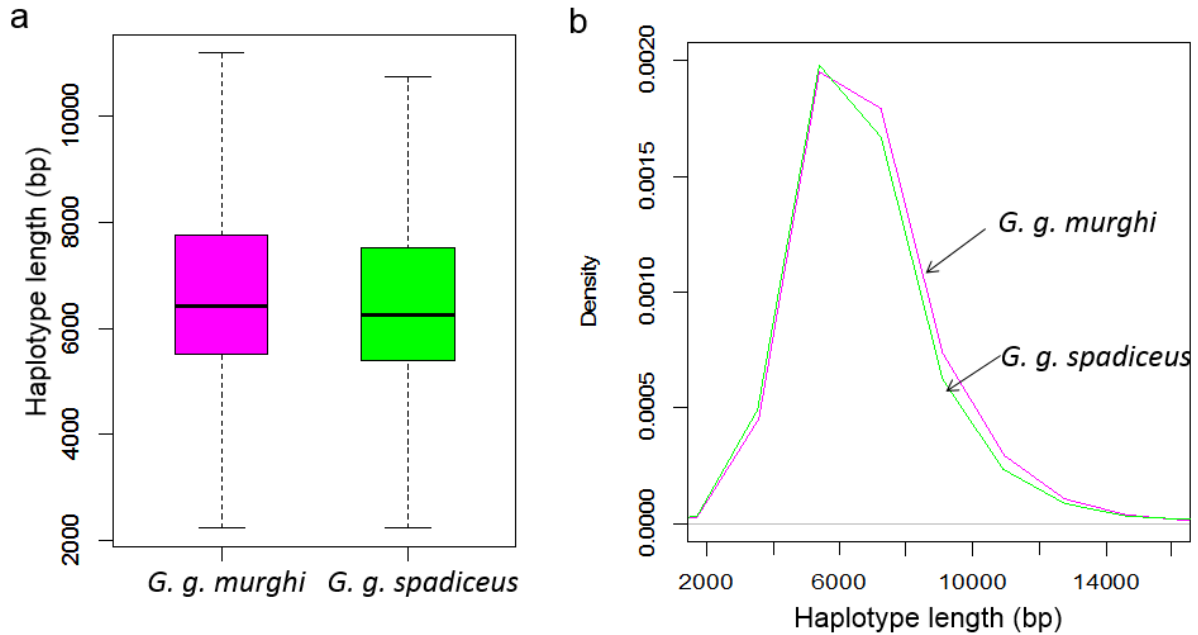 a
Haplotype length (bp)
10000
8000
6000
4000
2000
G. g. murghi
G. g. spadiceus
b
Density
0.0020
0.0015
0.0010
0.0005
0.0000
G. g. murghi
G. g. spadiceus
2000
6000
10000
14000
Haplotype length (bp)